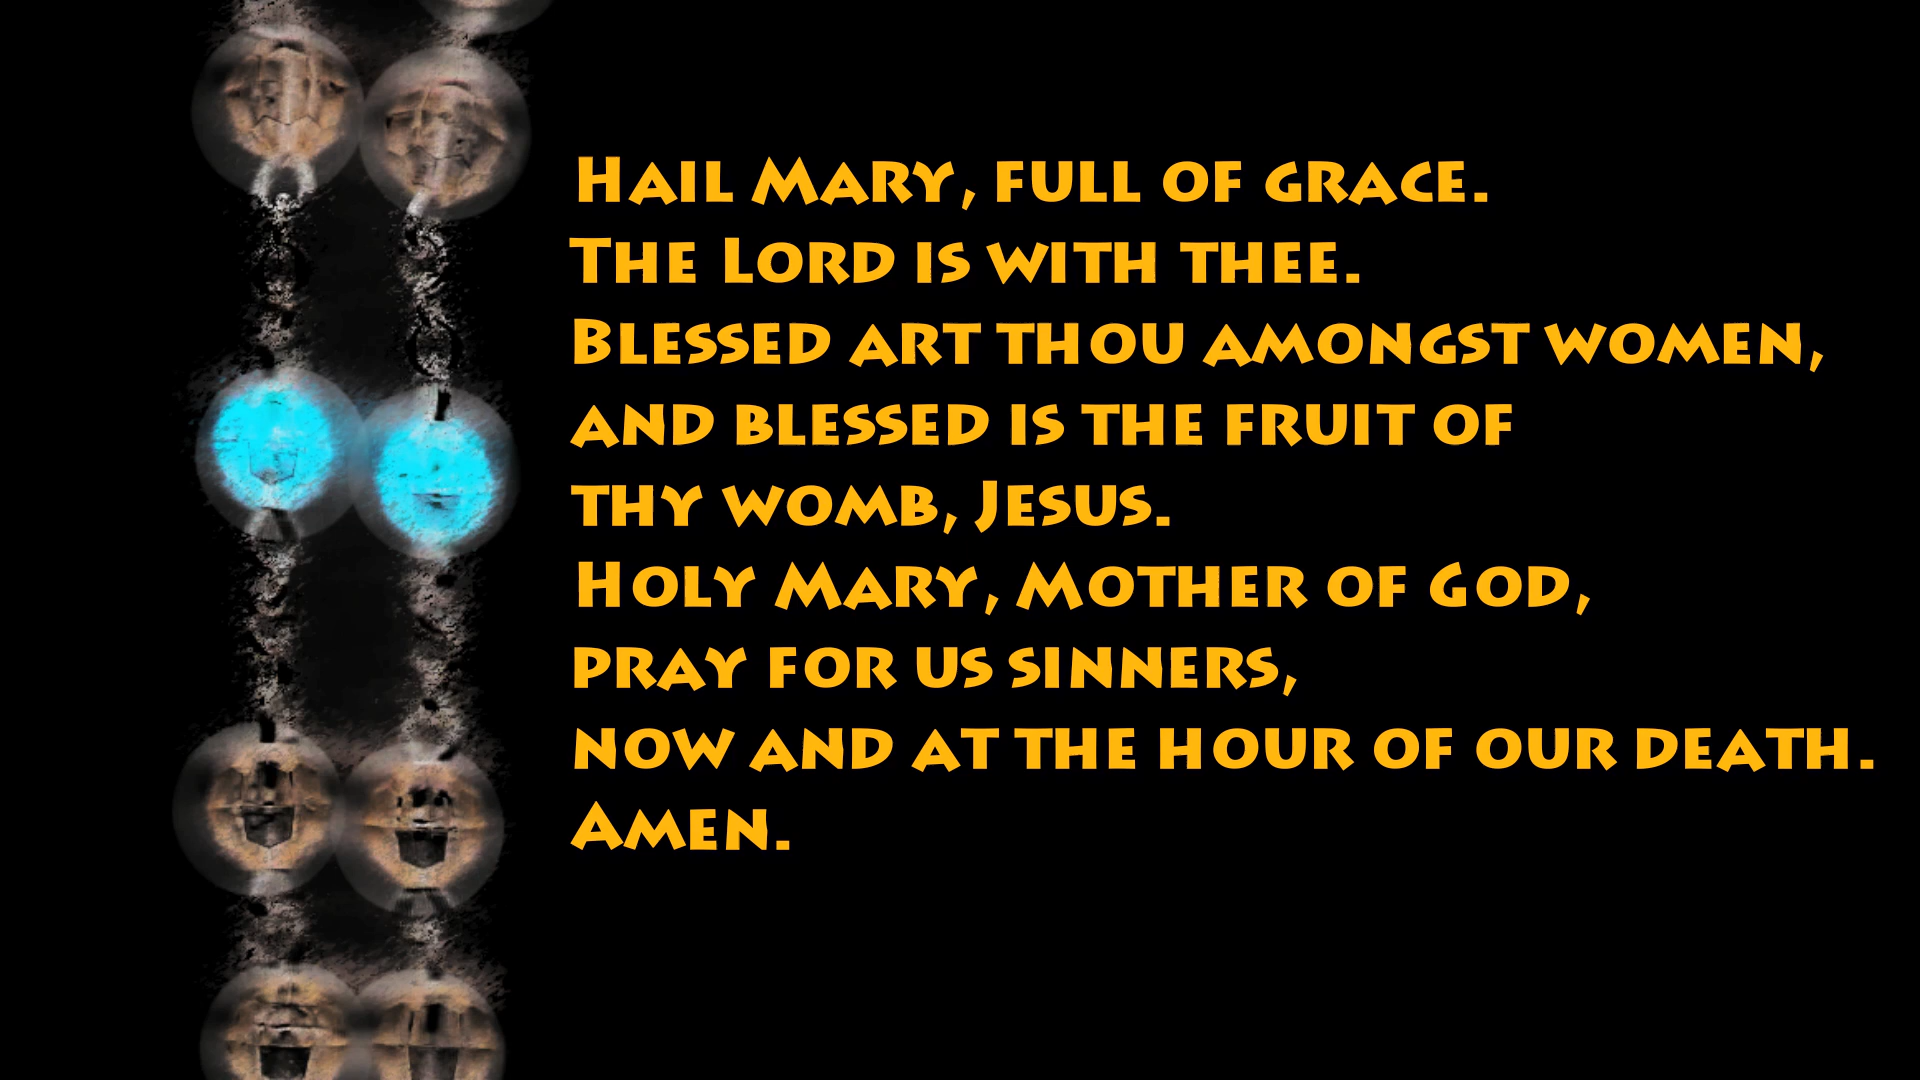 Hail Mary, full of grace.
The Lord is with thee.
Blessed art thou amongst women,
and blessed is the fruit of
thy womb, Jesus.
Holy Mary, Mother of God,
pray for us sinners,
now and at the hour of our death.
Amen.